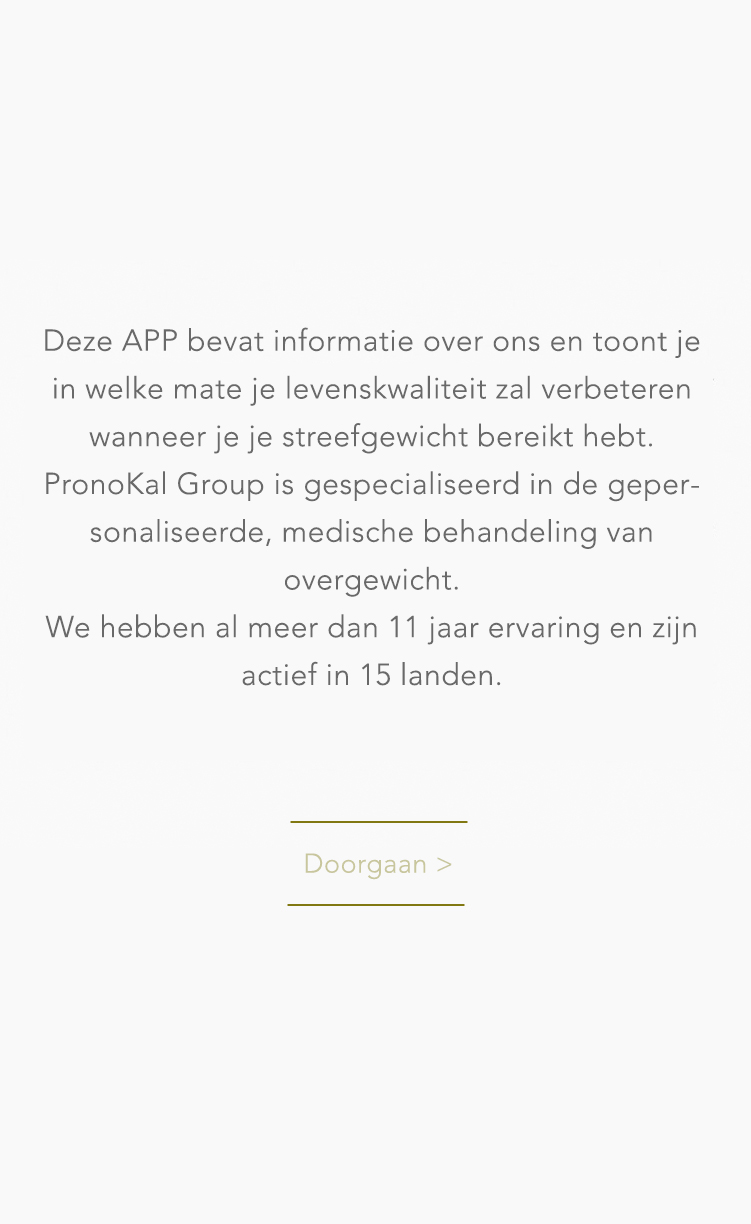 Deze APP bevat informatie over ons en toont je
in welke mate je levenskwaliteit zal verbeteren
wanneer je je streefgewicht bereikt hebt.
PronoKal Group is gespecialiseerd in de geper-
sonaliseerde, medische behandeling van
overgewicht.
We hebben al meer dan 11 jaar ervaring en zijn
actief in 15 landen.
Doorgaan >